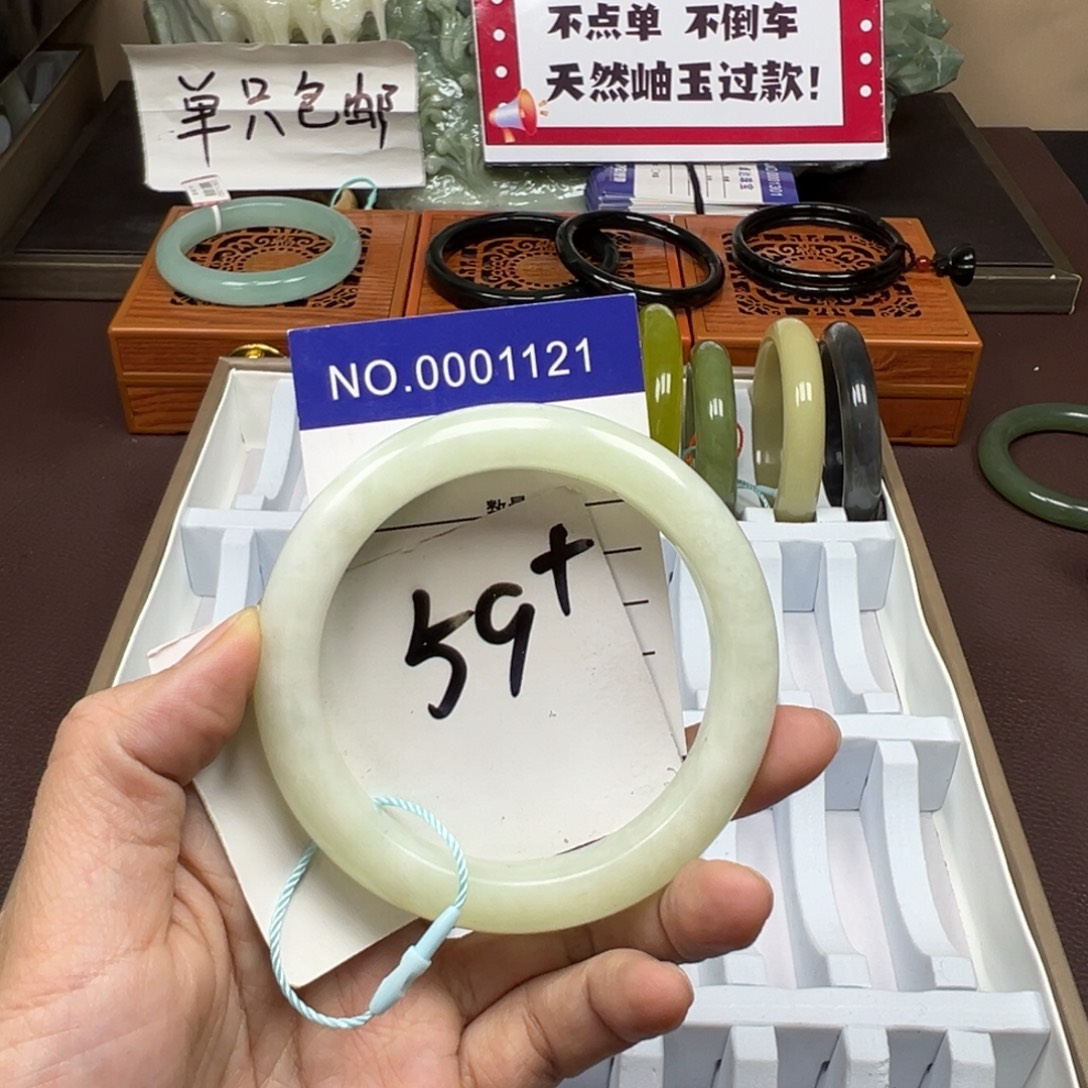 不点单 不倒车
天然岫玉过款!
单只包邮
NO.0001121
59+